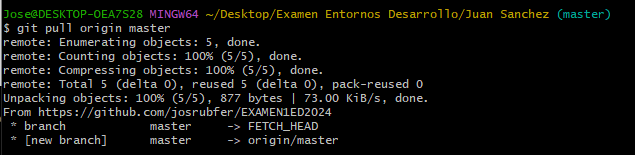 Jose@DESKTOP-OEA7S28 MINGW64 ~/Desktop/Examen Entornos Desarrollo/Juan Sanchez (master)
$ git pull origin master
remote: Enumerating objects: 5, done.
remote: Counting objects: 100% (5/5), done.
remote: Compressing objects: 100% (5/5), done.
remote: Total 5 (delta 0), reused 5 (delta 0), pack-reused 0
Unpacking objects: 100% (5/5), 877 bytes | 73.00 KiB/s, done.
From https://github.com/josrubfer/EXAMEN1ED2024
 * branch            master     -> FETCH_HEAD
 * [new branch]      master     -> origin/master